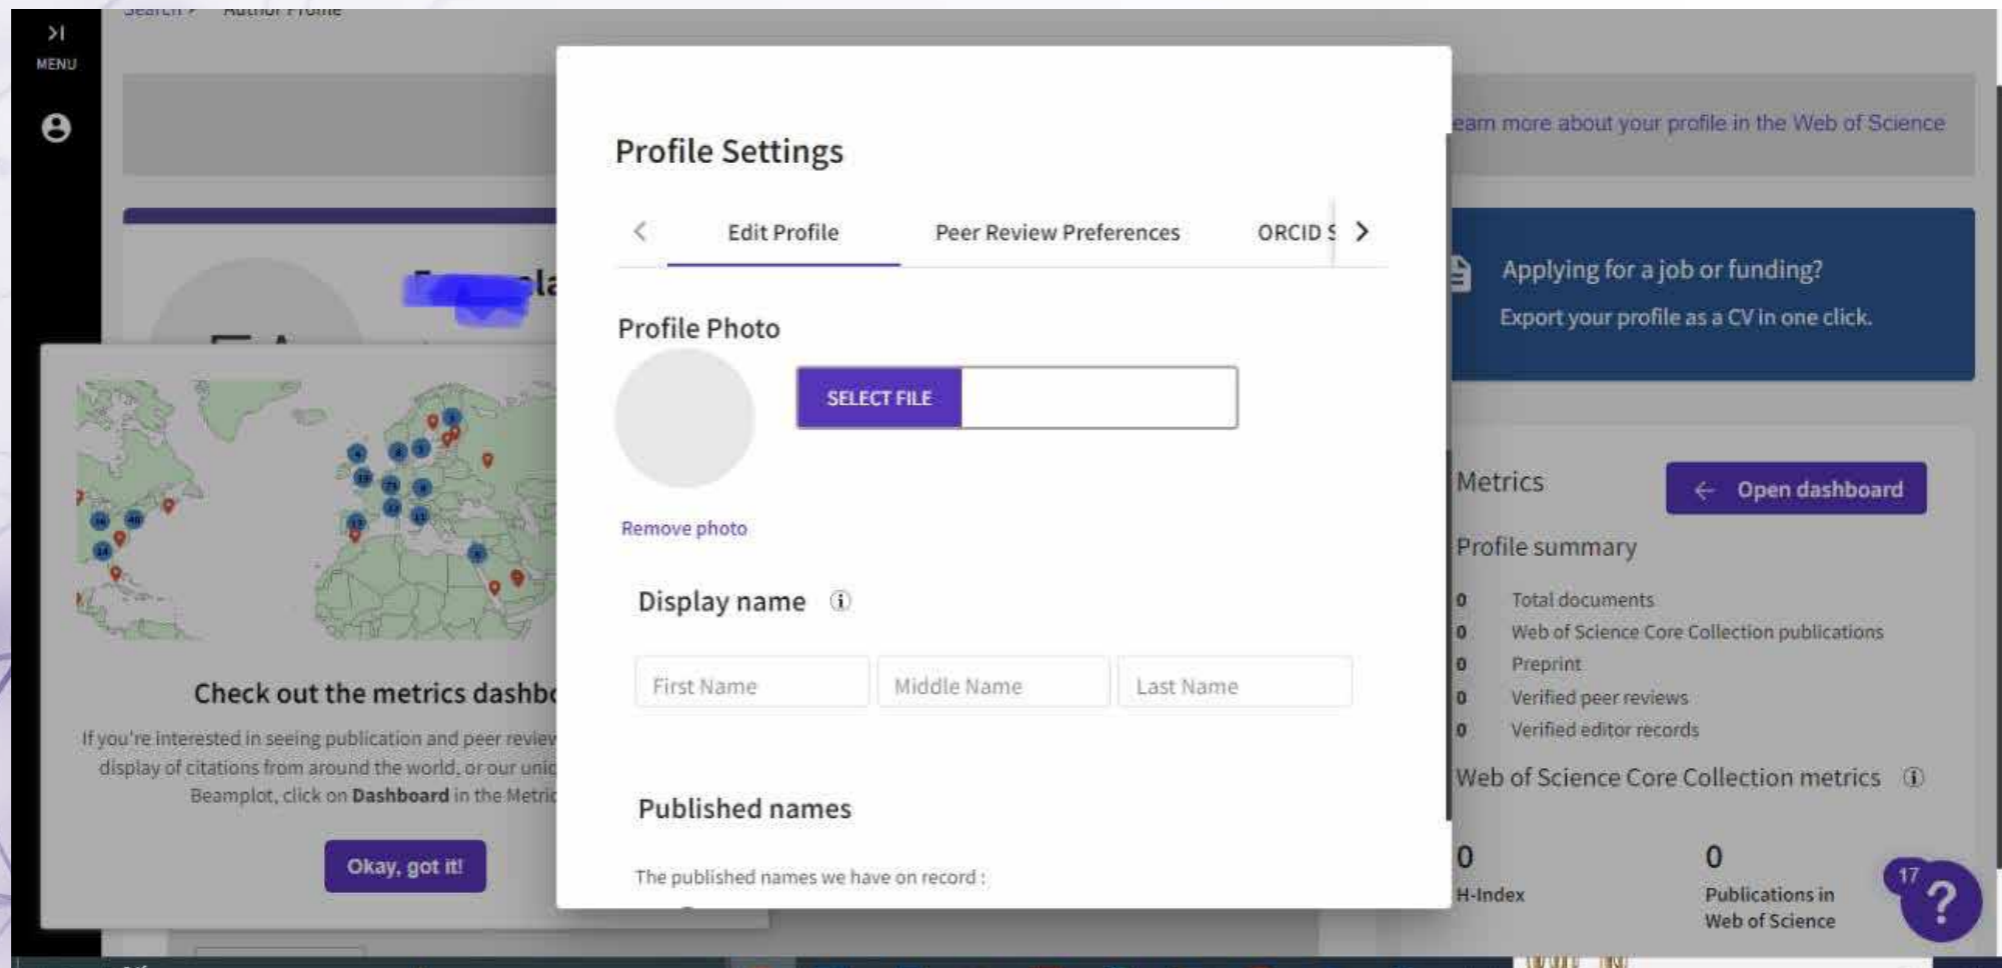 Search > Author Profile
MENU
earn more about your profile in the Web of Science
Profile Settings
Edit Profile
Peer Review Preferences
ORCID S
Applying for a job or funding?
Export your profile as a CV in one click.
Profile Photo
SELECT FILE
Remove photo
Display name
First Name
Middle Name
Last Name
Published names
The published names we have on record :
Check out the metrics dashbo
If you're interested in seeing publication and peer review
display of citations from around the world, or our uniq
Beamplot, click on Dashboard in the Metric
Okay, got it!
Metrics
Open dashboard
Profile summary
0 Total documents
0 Web of Science Core Collection publications
0 Preprint
0 Verified peer reviews
0 Verified editor records
Web of Science Core Collection metrics
0
H-Index
0
Publications in
Web of Science
17
?